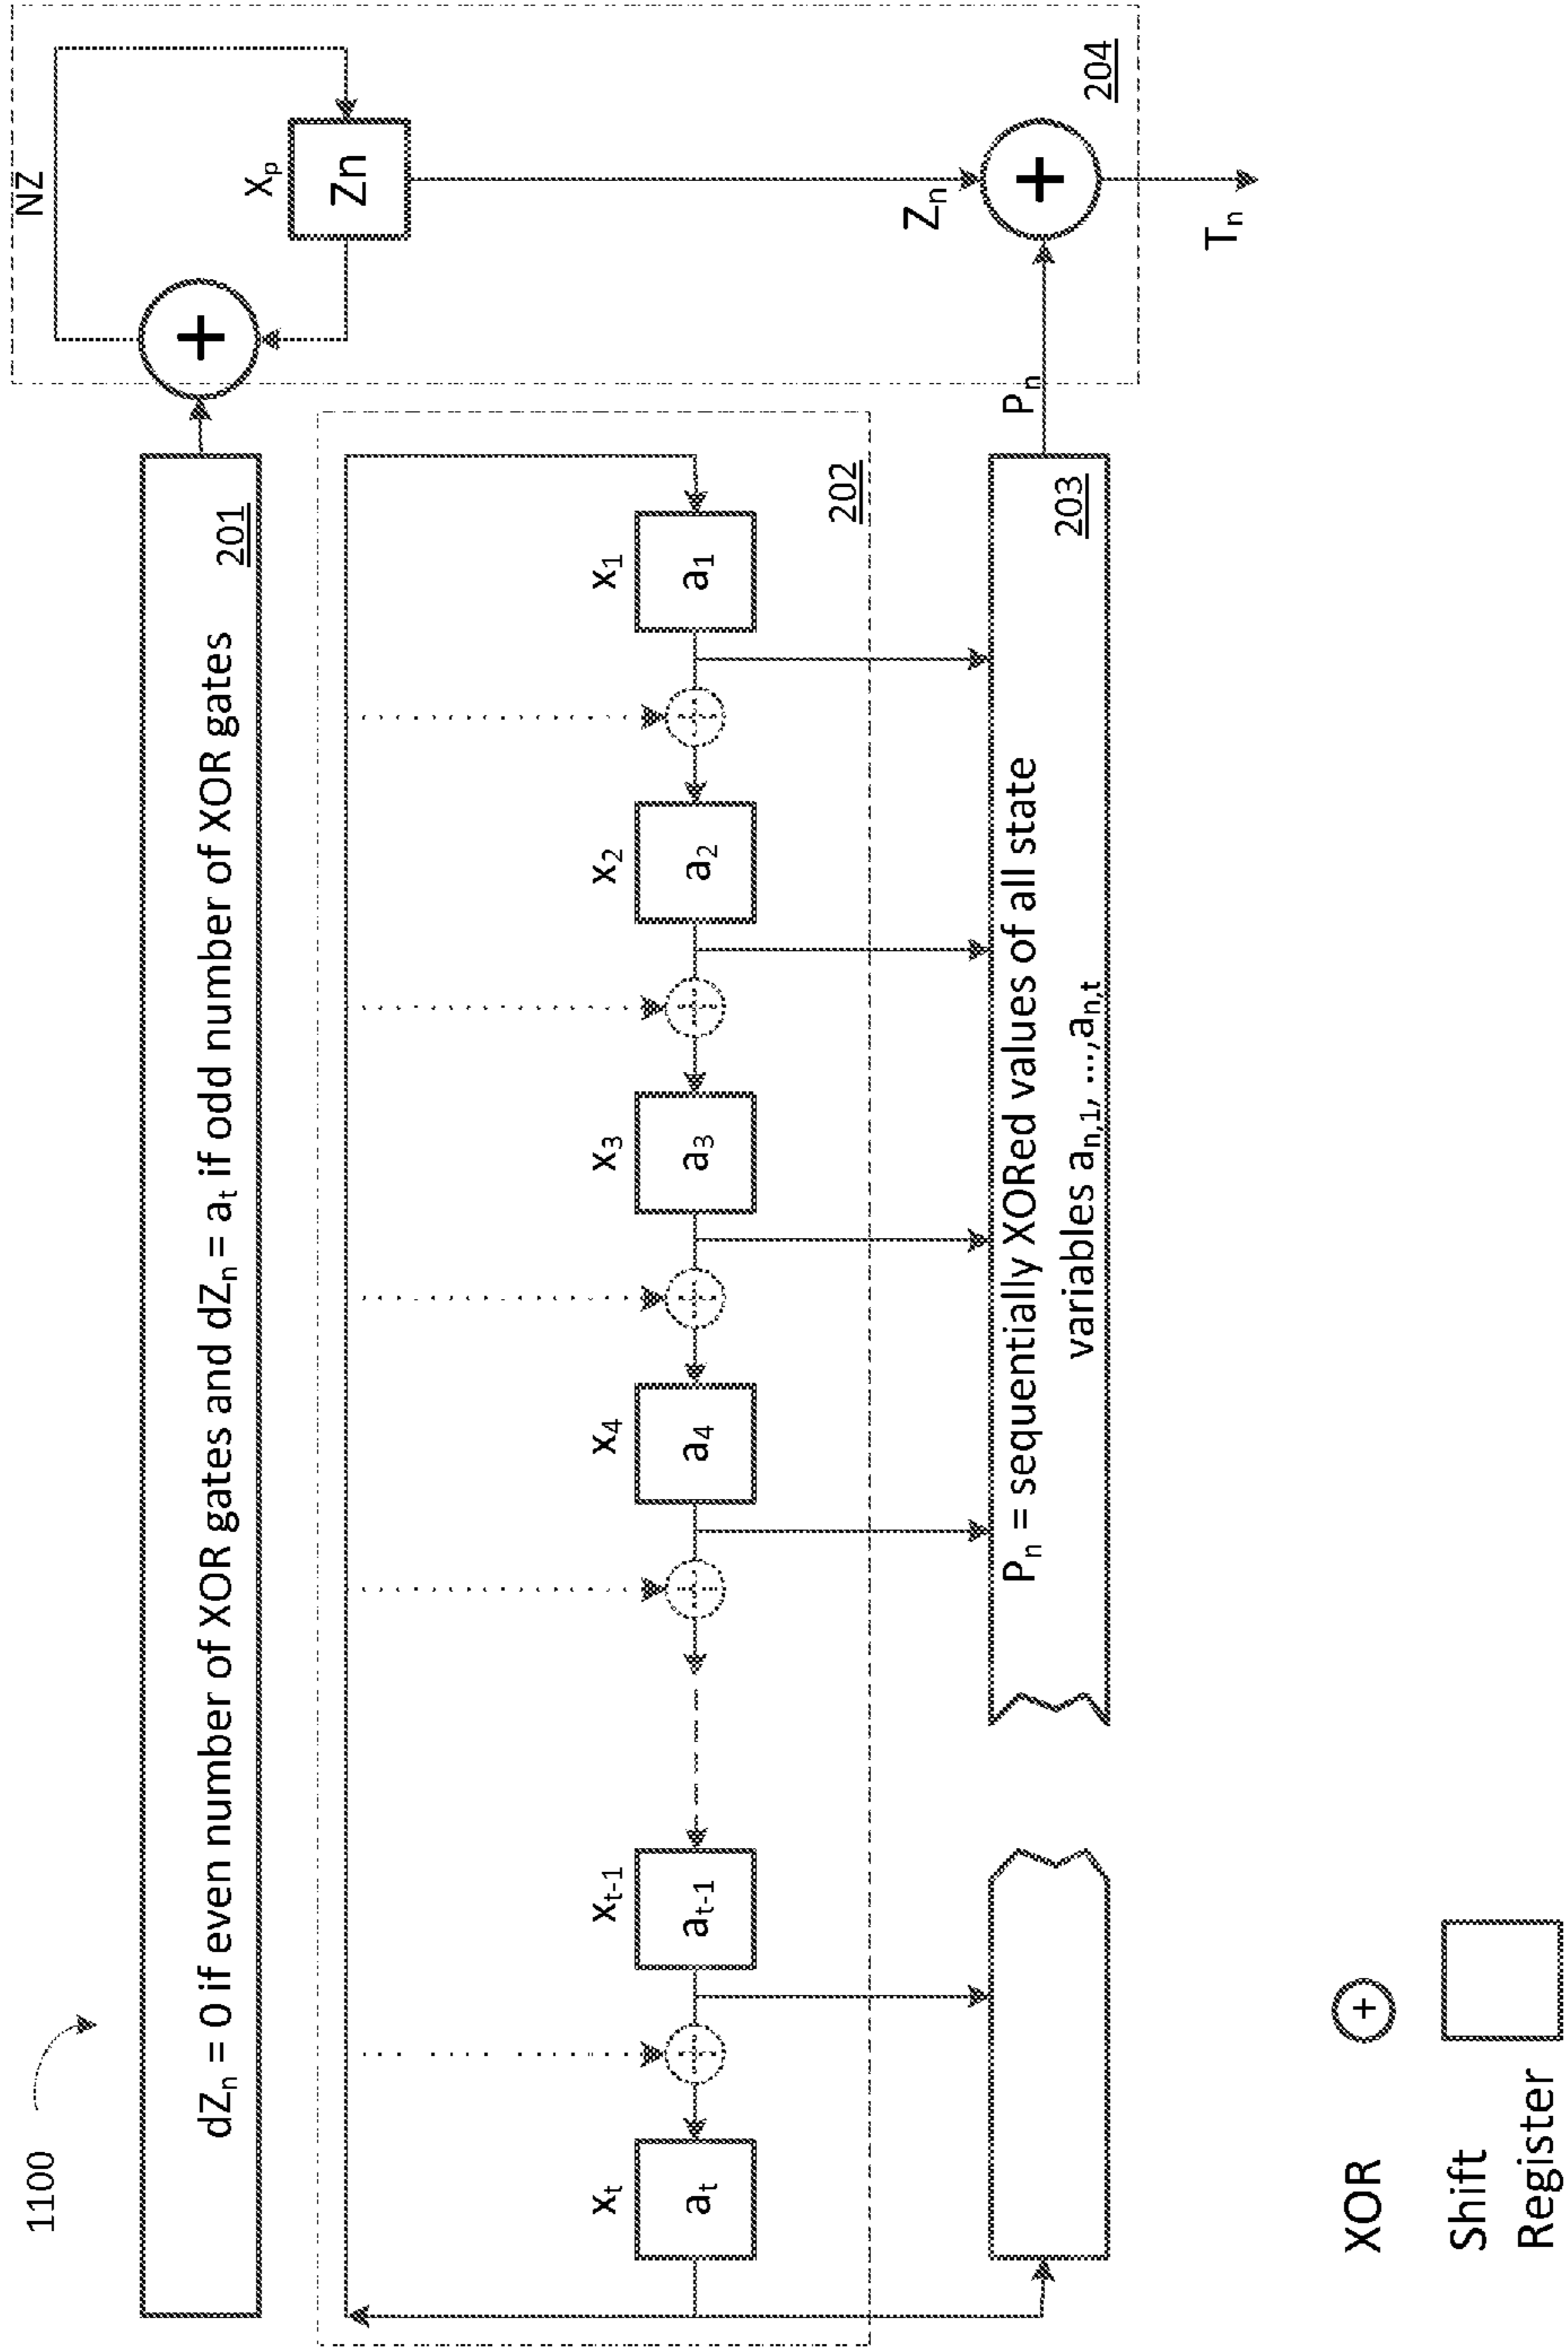 1100
dZₙ = 0 if even number of XOR gates and dZₙ = aₜ if odd number of XOR gates
201
NZ
Xₚ
Zn
xₜ
xₜ₋₁
x₄
x₃
x₂
x₁
aₜ
aₜ₋₁
a₄
a₃
a₂
a₁
202
Zₙ
Pₙ = sequentially XORed values of all state
variables aₙ,₁, ...,aₙ,ₜ
203
Pₙ
+
+
204
Tₙ
XOR
+
Shift
Register